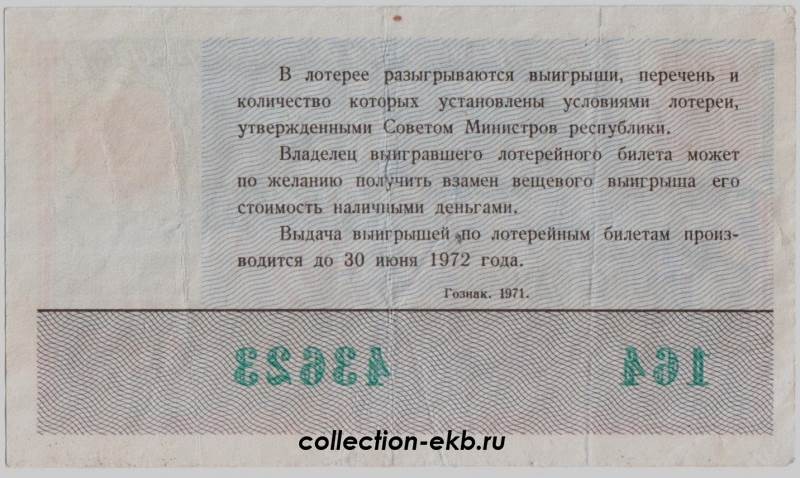 В лотерее разыгрываются выигрыши, перечень и
количество которых установлены условиями лотереи,
утвержденными Советом Министров республики.
Владелец выигравшего лотерейного билета может
по желанию получить взамен вещевого выигрыша его
стоимость наличными деньгами.
Выдача выигрышей по лотерейным билетам произ-
водится до 30 июня 1972 года.
Гознак. 1971.
43623 164
collection-ekb.ru